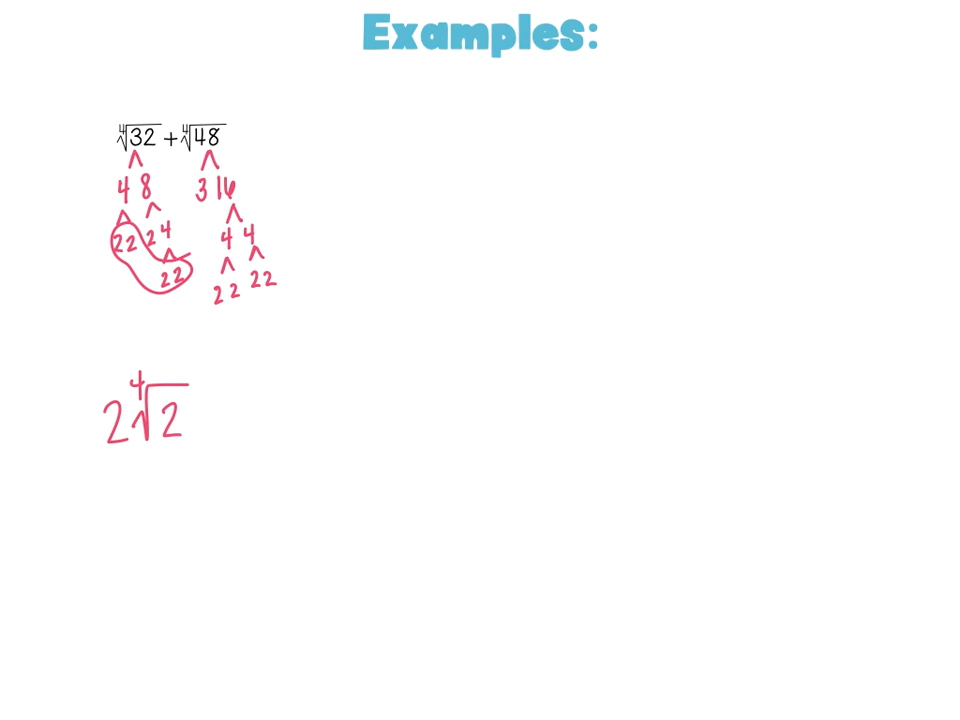 Examples:
∜32 + ∜48
4 8 3 16
2 2 2 4 4 4
2 2 2 2 2 2
2∜2